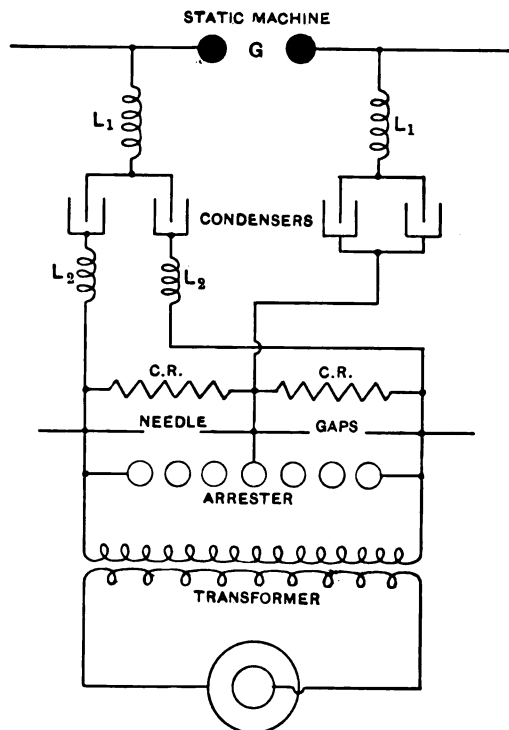 STATIC MACHINE
G
L₁
L₁
CONDENSERS
L₂
L₂
C.R.
C.R.
NEEDLE
GAPS
ARRESTER
TRANSFORMER